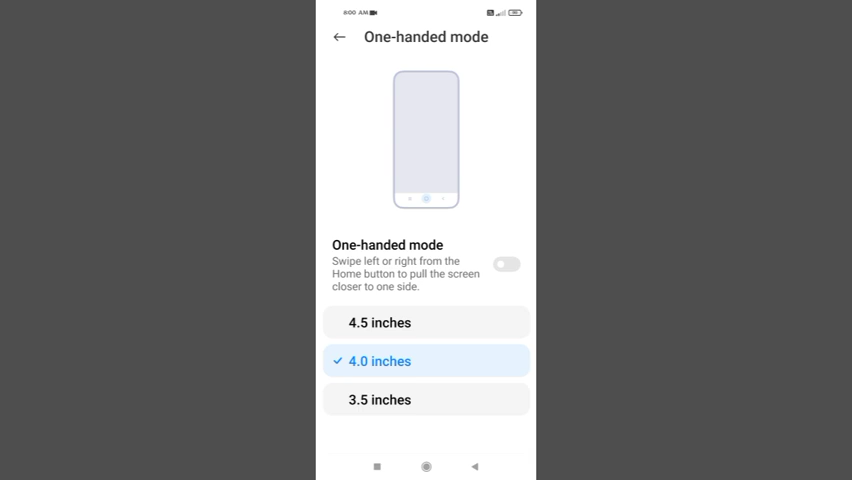 8:00 AM
One-handed mode
One-handed mode
Swipe left or right from the
Home button to pull the screen
closer to one side.
4.5 inches
4.0 inches
3.5 inches